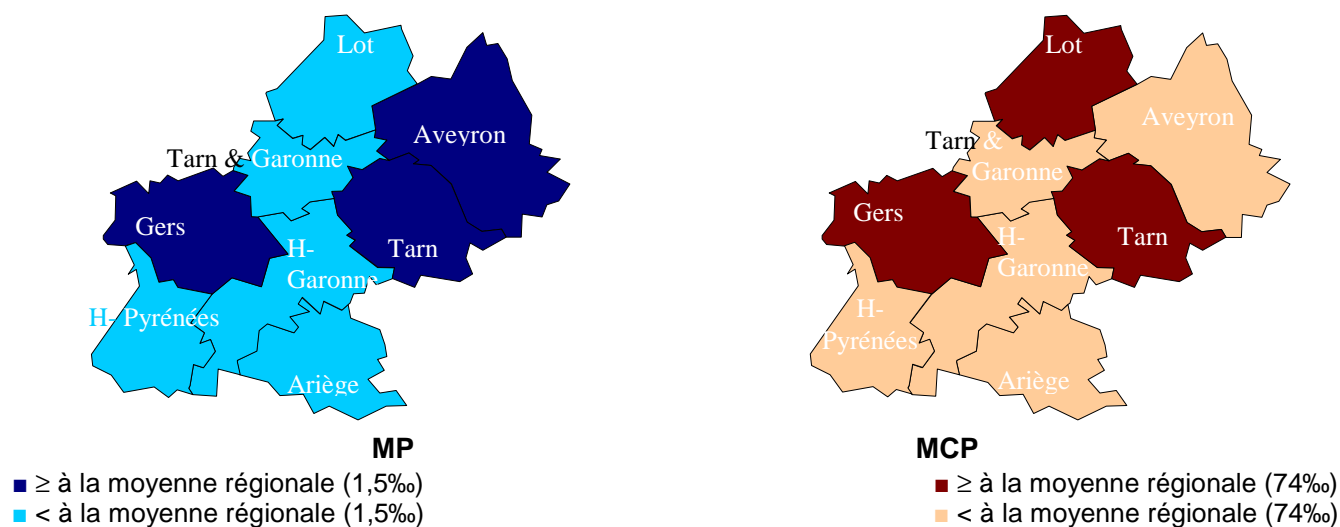 Lot
Aveyron
Tarn & Garonne
Gers
Tarn
H-
Garonne
H- Pyrénées
Ariège
MP
■ ≥ à la moyenne régionale (1,5‰)
■ < à la moyenne régionale (1,5‰)
Lot
Aveyron
Tarn &
Garonne
Gers
Tarn
H-
Garonne
H-
Pyrénées
Ariège
MCP
■ ≥ à la moyenne régionale (74‰)
■ < à la moyenne régionale (74‰)